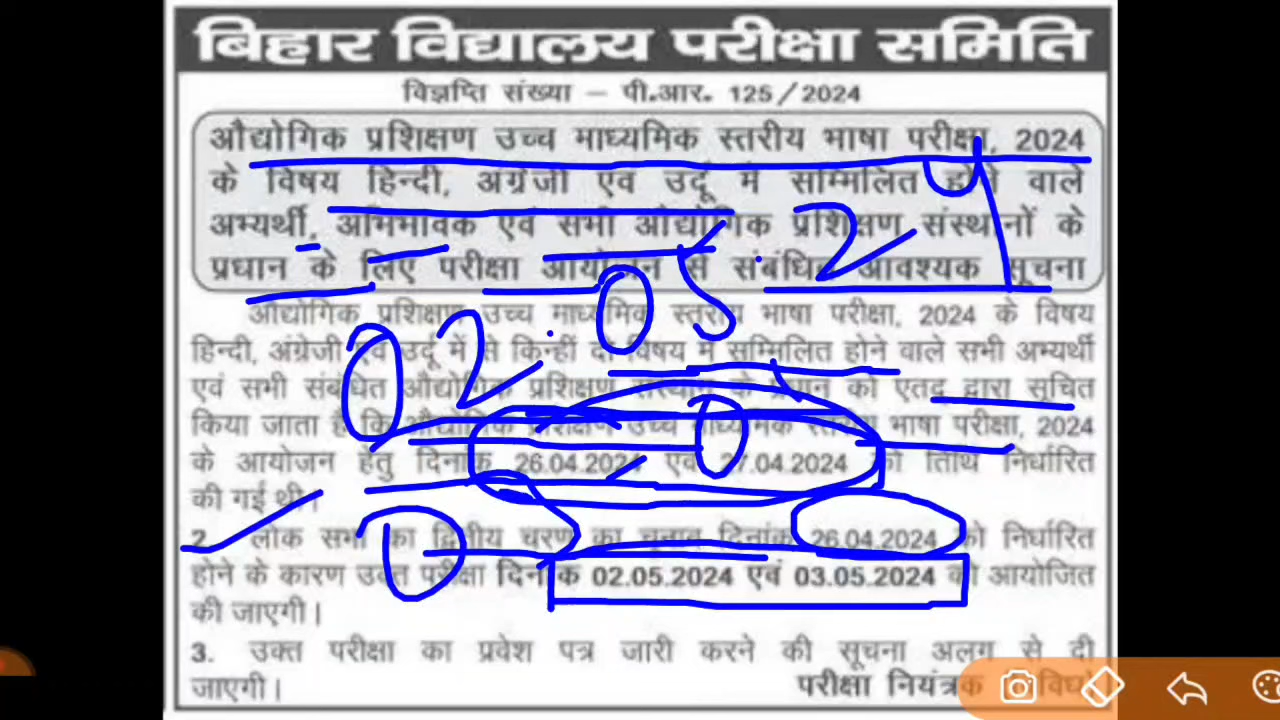 बिहार विद्यालय परीक्षा समिति
विज्ञप्ति संख्या – पी.आर. 125/2024
औद्योगिक प्रशिक्षण उच्च माध्यमिक स्तरीय भाषा परीक्षा, 2024
के विषय हिन्दी, अंग्रेजी एवं उर्दू में सम्मिलित होने वाले
अभ्यर्थी, अभिभावक एवं सभी औद्योगिक प्रशिक्षण संस्थानों के
प्रधान के लिए परीक्षा आयोजन से संबंधित आवश्यक सूचना
औद्योगिक प्रशिक्षण उच्च माध्यमिक स्तरीय भाषा परीक्षा, 2024 के विषय
हिन्दी, अंग्रेजी एवं उर्दू में से किन्हीं दो विषय में सम्मिलित होने वाले सभी अभ्यर्थी
एवं सभी संबंधित औद्योगिक प्रशिक्षण संस्थान के प्रधान को एतद द्वारा सूचित
किया जाता है कि औद्योगिक प्रशिक्षण उच्च माध्यमिक स्तरीय भाषा परीक्षा, 2024
के आयोजन हेतु दिनांक 26.04.2024 एवं 27.04.2024 की तिथि निर्धारित
की गई थी।
2. लोक सभा का द्वितीय चरण का चुनाव दिनांक 26.04.2024 को निर्धारित
होने के कारण उक्त परीक्षा दिनांक 02.05.2024 एवं 03.05.2024 को आयोजित
की जाएगी।
3. उक्त परीक्षा का प्रवेश पत्र जारी करने की सूचना अलग से दी
जाएगी।
परीक्षा नियंत्रक
02.05.24